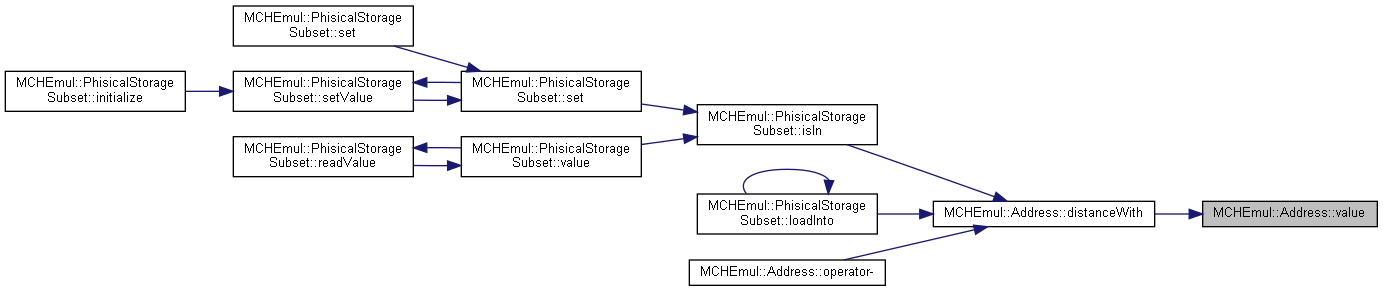 MCHEmul::PhisicalStorage
Subset::set
MCHEmul::PhisicalStorage
Subset::initialize
MCHEmul::PhisicalStorage
Subset::setValue
MCHEmul::PhisicalStorage
Subset::set
MCHEmul::PhisicalStorage
Subset::isIn
MCHEmul::PhisicalStorage
Subset::readValue
MCHEmul::PhisicalStorage
Subset::value
MCHEmul::PhisicalStorage
Subset::loadInto
MCHEmul::Address::distanceWith
MCHEmul::Address::value
MCHEmul::Address::operator-